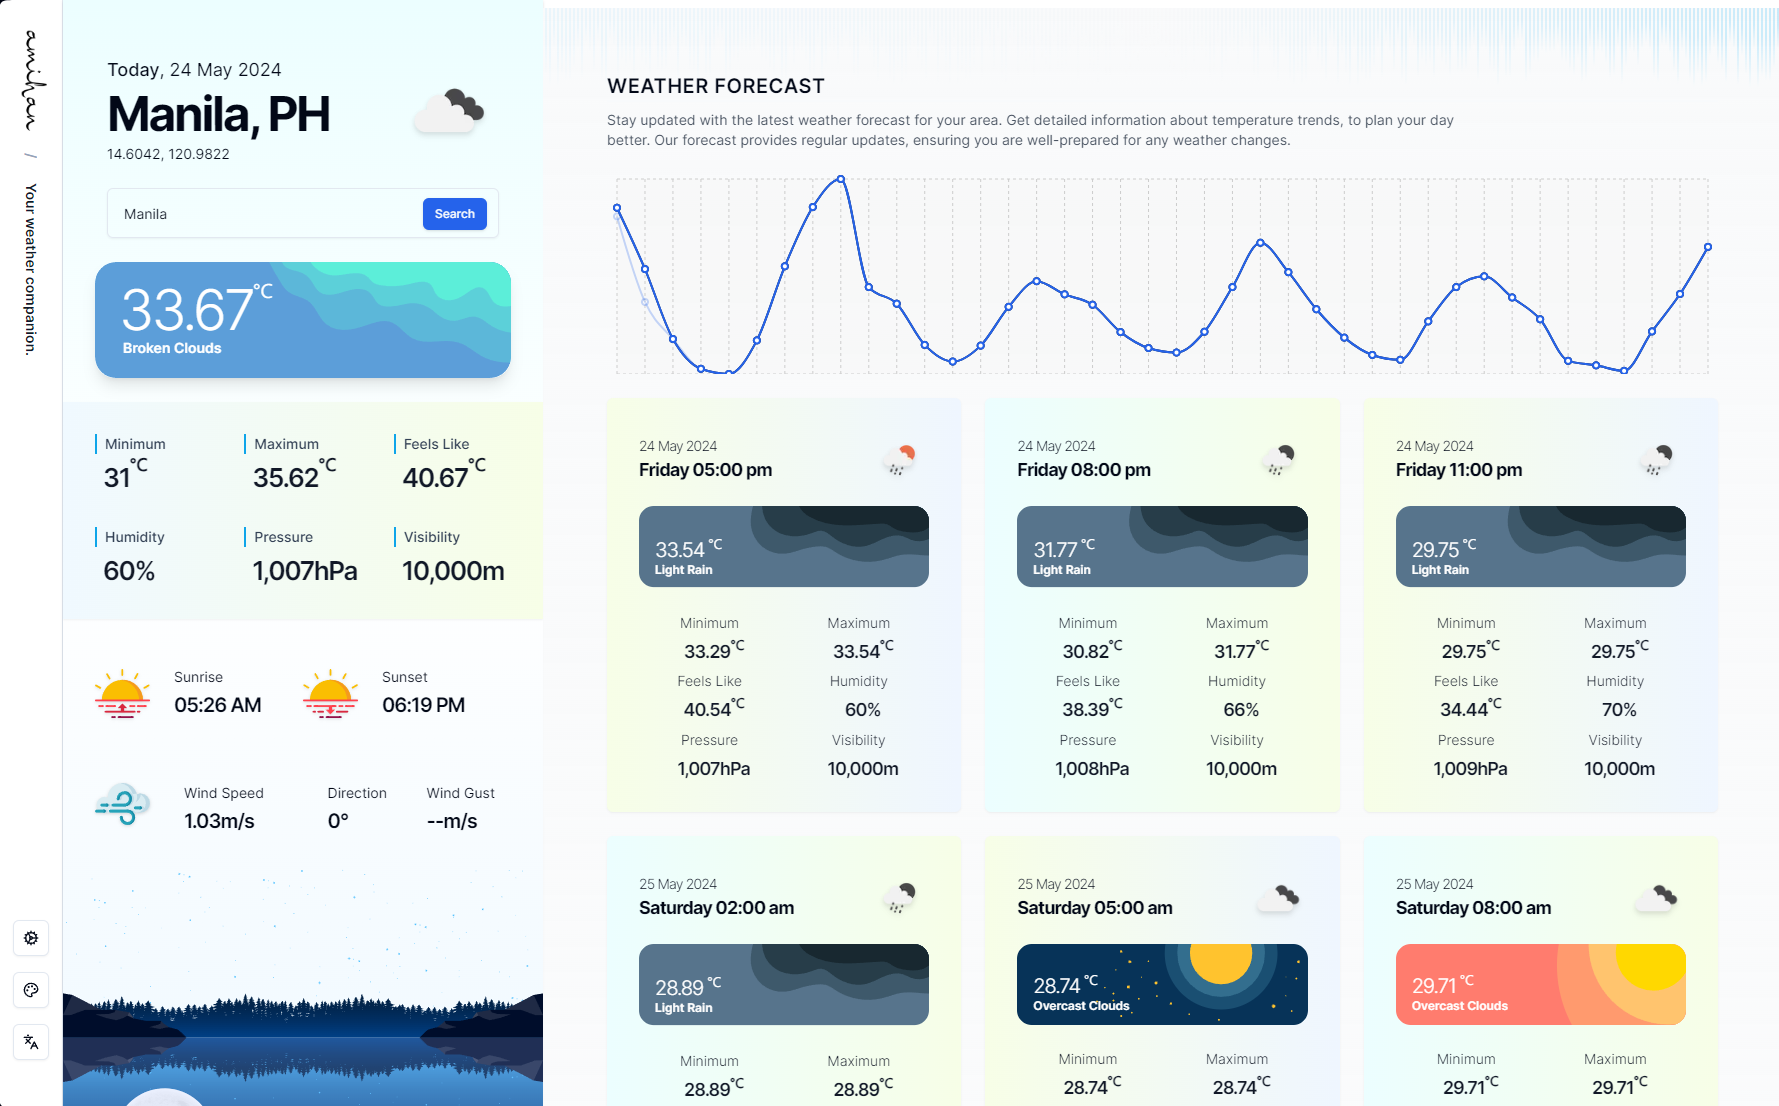 amihan
/
Your weather companion.
Today, 24 May 2024
Manila, PH
14.6042, 120.9822
Manila
Search
33.67°C
Broken Clouds
Minimum
31°C
Maximum
35.62°C
Feels Like
40.67°C
Humidity
60%
Pressure
1,007hPa
Visibility
10,000m
Sunrise
05:26 AM
Sunset
06:19 PM
Wind Speed
1.03m/s
Direction
0°
Wind Gust
--m/s
WEATHER FORECAST
Stay updated with the latest weather forecast for your area. Get detailed information about temperature trends, to plan your day
better. Our forecast provides regular updates, ensuring you are well-prepared for any weather changes.
24 May 2024
Friday 05:00 pm
33.54 °C
Light Rain
Minimum
33.29°C
Maximum
33.54°C
Feels Like
40.54°C
Humidity
60%
Pressure
1,007hPa
Visibility
10,000m
24 May 2024
Friday 08:00 pm
31.77 °C
Light Rain
Minimum
30.82°C
Maximum
31.77°C
Feels Like
38.39°C
Humidity
66%
Pressure
1,008hPa
Visibility
10,000m
24 May 2024
Friday 11:00 pm
29.75 °C
Light Rain
Minimum
29.75°C
Maximum
29.75°C
Feels Like
34.44°C
Humidity
70%
Pressure
1,009hPa
Visibility
10,000m
25 May 2024
Saturday 02:00 am
28.89 °C
Light Rain
Minimum
28.89°C
Maximum
28.89°C
25 May 2024
Saturday 05:00 am
28.74 °C
Overcast Clouds
Minimum
28.74°C
Maximum
28.74°C
25 May 2024
Saturday 08:00 am
29.71 °C
Overcast Clouds
Minimum
29.71°C
Maximum
29.71°C